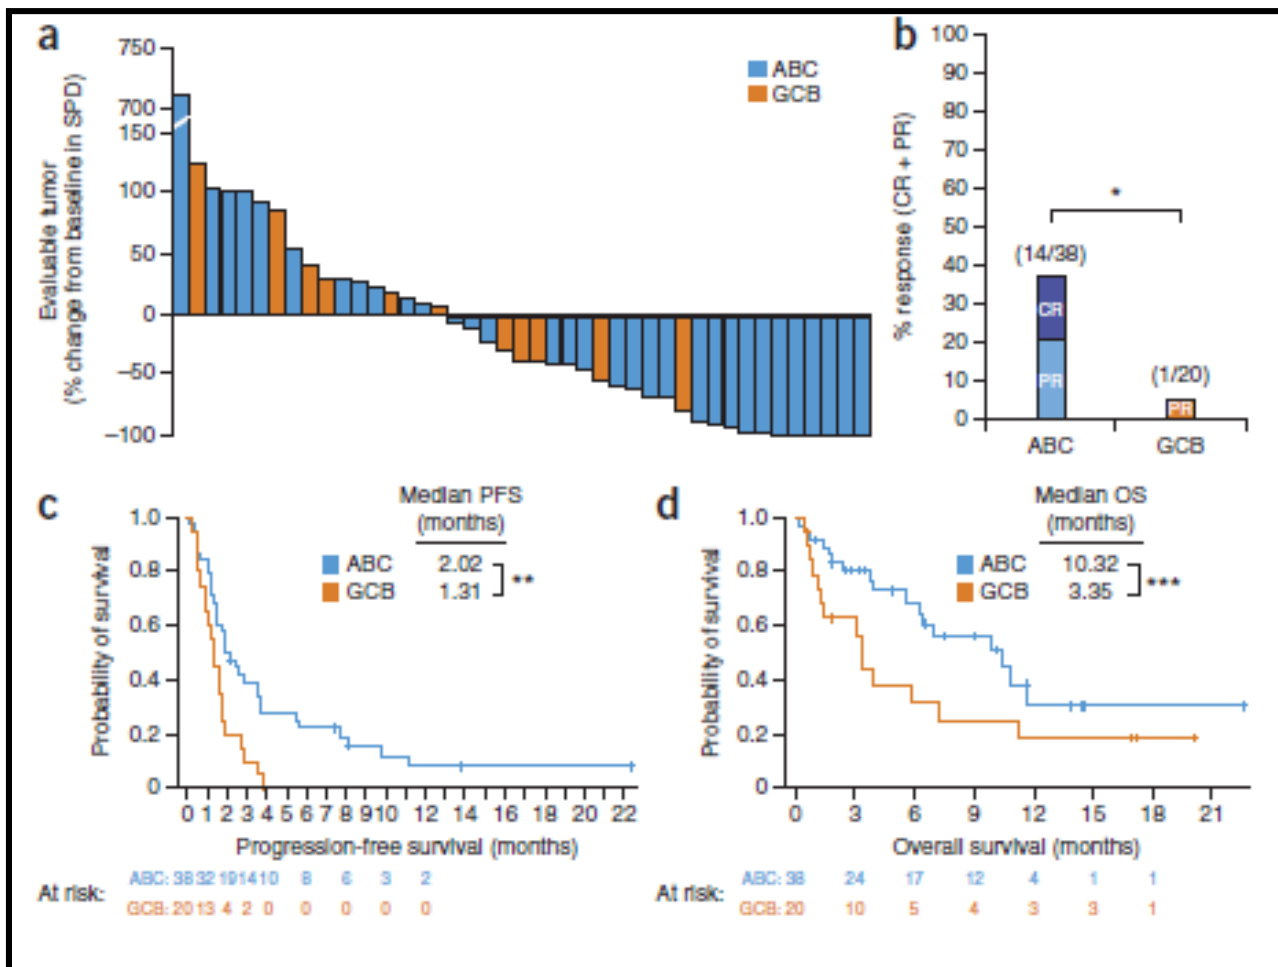 a
750
700
150
100
50
0
−50
−100
Evaluable tumor
(% change from baseline in SPD)
ABC
GCB
b
100
90
80
70
60
50
40
30
20
10
0
% response (CR + PR)
*
(14/38)
CR
PR
(1/20)
PR
ABC
GCB
c
Median PFS
(months)
ABC 2.02
GCB 1.31
**
1.0
0.8
0.6
0.4
0.2
0
Probability of survival
0 1 2 3 4 5 6 7 8 9 10 12 14 16 18 20 22
Progression-free survival (months)
At risk:
ABC: 38 32 19 14 10 8 6 3 2
GCB: 20 13 4 2 0 0 0 0 0
d
Median OS
(months)
ABC 10.32
GCB 3.35
***
1.0
0.8
0.6
0.4
0.2
0
Probability of survival
0 3 6 9 12 15 18 21
Overall survival (months)
At risk:
ABC: 38 24 17 12 4 1 1
GCB: 20 10 5 4 3 3 1